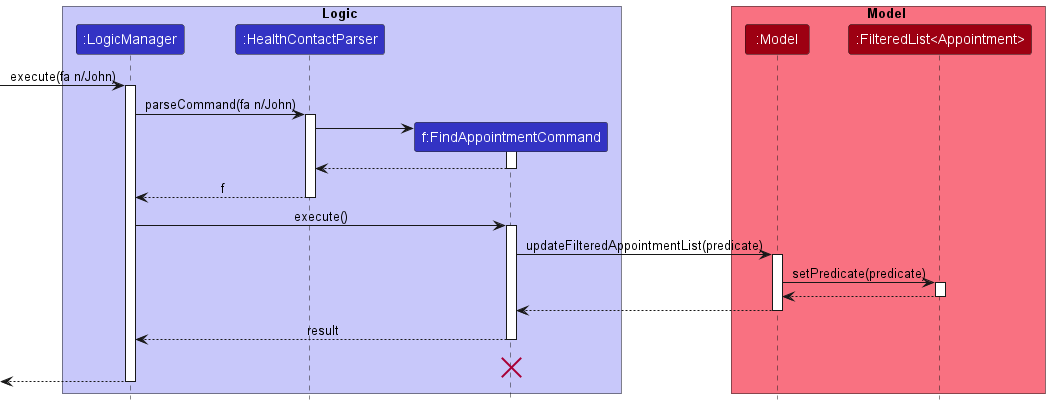 Logic
Model
:LogicManager
:HealthContactParser
:Model
:FilteredList<Appointment>
execute(fa n/John)
parseCommand(fa n/John)
f:FindAppointmentCommand
f
execute()
updateFilteredAppointmentList(predicate)
setPredicate(predicate)
result